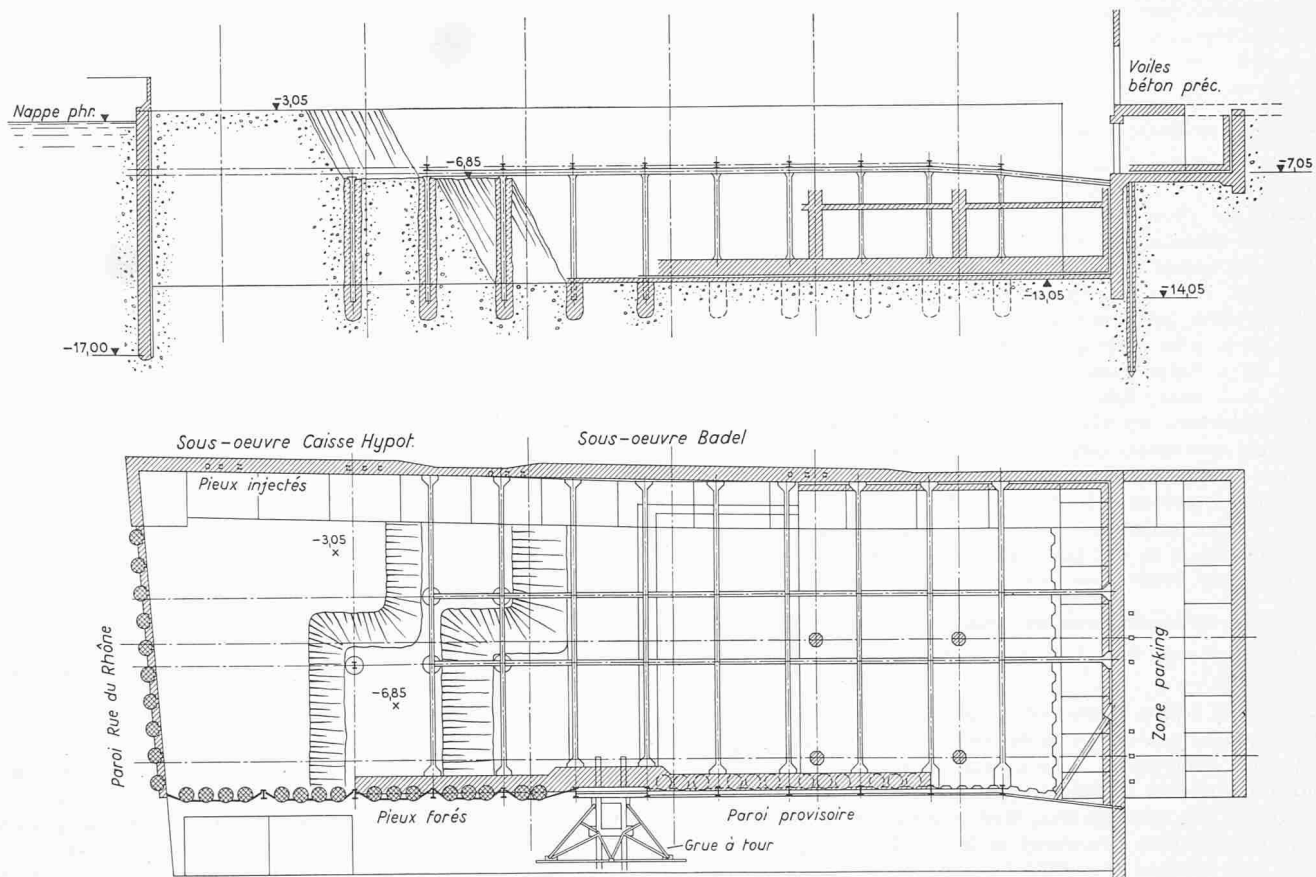 Nappe phr.
-3,05
Voiles
béton préc.
-6,85
-7,05
-13,05
-14,05
-17,00
Sous-oeuvre Caisse Hypot.
Sous-oeuvre Badel
Pieux injectés
-3,05
-6,85
Paroi Rue du Rhône
Zone parking
Pieux forés
Paroi provisoire
Grue à tour